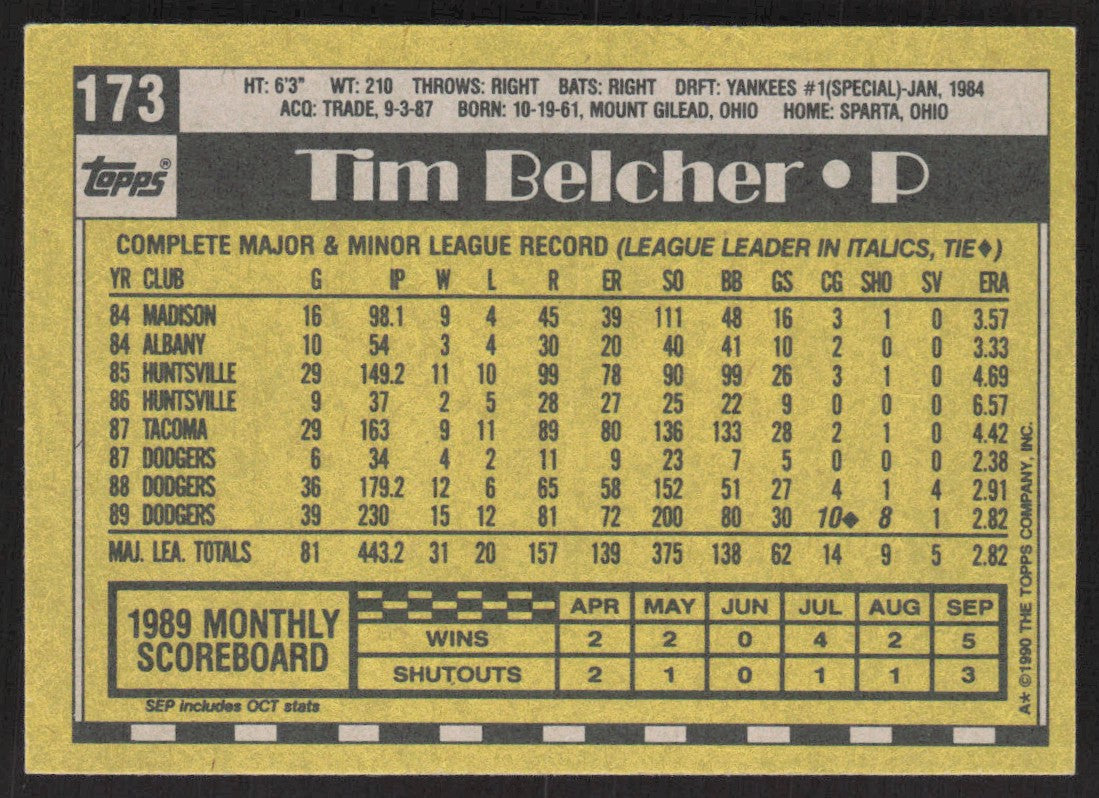 173
HT: 6'3" WT: 210 THROWS: RIGHT BATS: RIGHT DRFT: YANKEES #1(SPECIAL)-JAN, 1984
ACQ: TRADE, 9-3-87 BORN: 10-19-61, MOUNT GILEAD, OHIO HOME: SPARTA, OHIO
topps®
Tim Belcher • P
COMPLETE MAJOR & MINOR LEAGUE RECORD (LEAGUE LEADER IN ITALICS, TIE♦)
YR CLUB G IP W L R ER SO BB GS CG SHO SV ERA
84 MADISON 16 98.1 9 4 45 39 111 48 16 3 1 0 3.57
84 ALBANY 10 54 3 4 30 20 40 41 10 2 0 0 3.33
85 HUNTSVILLE 29 149.2 11 10 99 78 90 99 26 3 1 0 4.69
86 HUNTSVILLE 9 37 2 5 28 27 25 22 9 0 0 0 6.57
87 TACOMA 29 163 9 11 89 80 136 133 28 2 1 0 4.42
87 DODGERS 6 34 4 2 11 9 23 7 5 0 0 0 2.38
88 DODGERS 36 179.2 12 6 65 58 152 51 27 4 1 4 2.91
89 DODGERS 39 230 15 12 81 72 200 80 30 10♦ 8 1 2.82
MAJ. LEA. TOTALS 81 443.2 31 20 157 139 375 138 62 14 9 5 2.82
1989 MONTHLY
SCOREBOARD
APR MAY JUN JUL AUG SEP
WINS 2 2 0 4 2 5
SHUTOUTS 2 1 0 1 1 3
SEP includes OCT stats
A* ©1990 THE TOPPS COMPANY, INC.